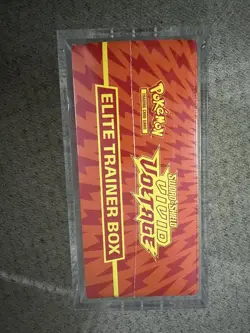 POKéMON
TRADING CARD GAME
SWORD & SHIELD
VIVID
VOLTAGE
ELITE TRAINER BOX